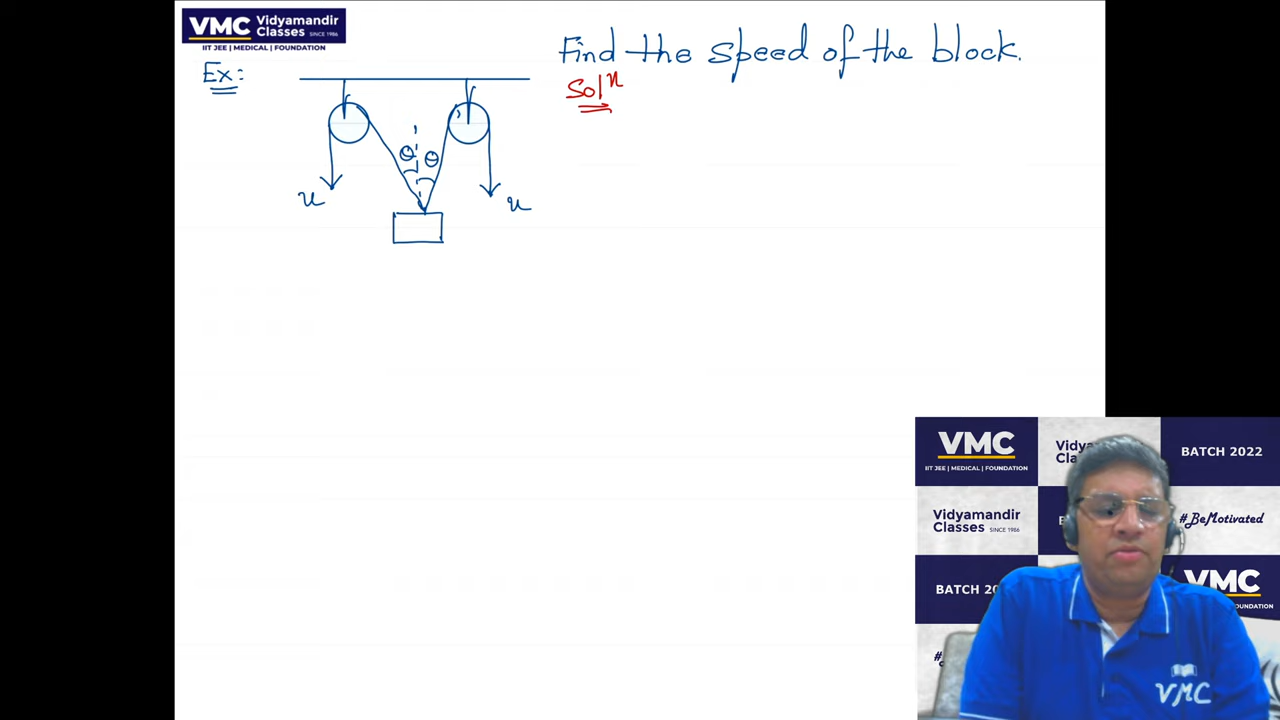 VMC Vidyamandir Classes SINCE 1986
IIT JEE | MEDICAL | FOUNDATION
Find the speed of the block.
Ex:
Solⁿ
θ θ
u u
VMC
IIT JEE | MEDICAL | FOUNDATION
BATCH 2022
Vidyamandir
Classes SINCE 1986
#BeMotivated
BATCH
VMC
VMC